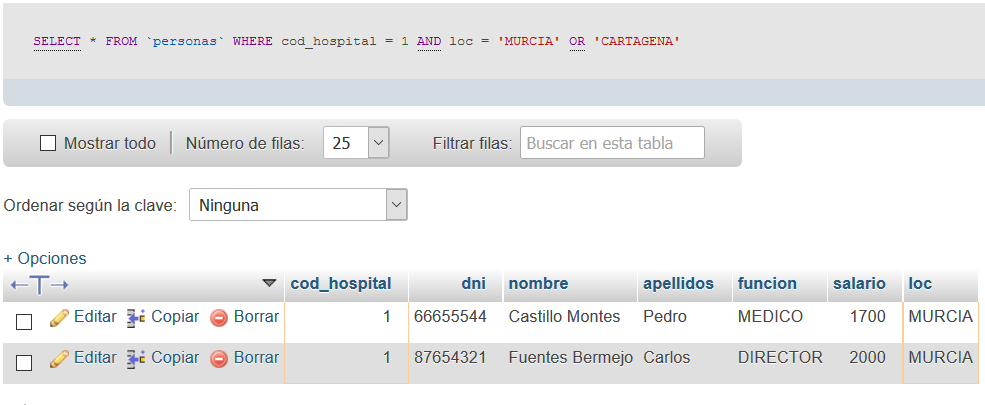 SELECT * FROM `personas` WHERE cod_hospital = 1 AND loc = 'MURCIA' OR 'CARTAGENA'
Mostrar todo Número de filas: 25 Filtrar filas: Buscar en esta tabla
Ordenar según la clave: Ninguna
+ Opciones
←T→ cod_hospital dni nombre apellidos funcion salario loc
Editar Copiar Borrar 1 66655544 Castillo Montes Pedro MEDICO 1700 MURCIA
Editar Copiar Borrar 1 87654321 Fuentes Bermejo Carlos DIRECTOR 2000 MURCIA